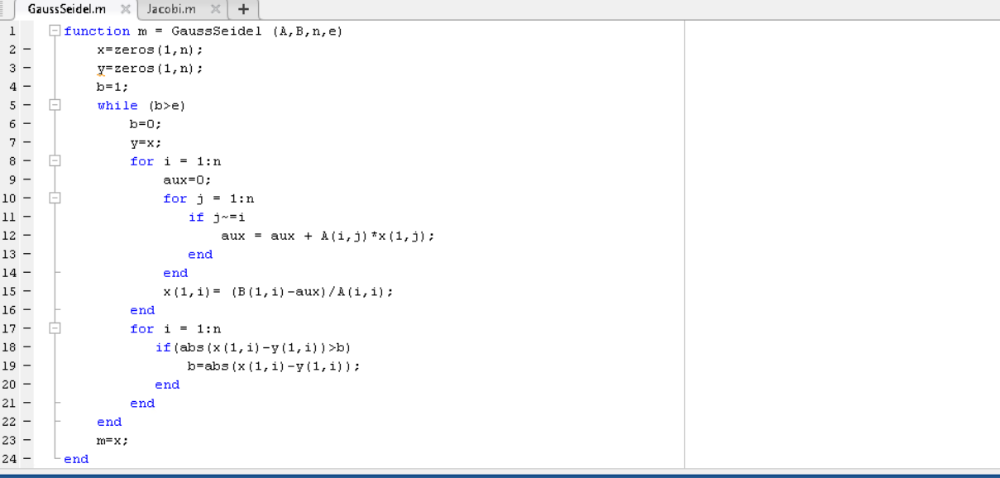 GaussSeidel.m × Jacobi.m × +
1 function m = GaussSeidel (A,B,n,e)
2 – x=zeros(1,n);
3 – y=zeros(1,n);
4 – b=1;
5 – while (b>e)
6 – b=0;
7 – y=x;
8 – for i = 1:n
9 – aux=0;
10 – for j = 1:n
11 – if j~=i
12 – aux = aux + A(i,j)*x(1,j);
13 – end
14 – end
15 – x(1,i)= (B(1,i)-aux)/A(i,i);
16 – end
17 – for i = 1:n
18 – if(abs(x(1,i)-y(1,i))>b)
19 – b=abs(x(1,i)-y(1,i));
20 – end
21 – end
22 – end
23 – m=x;
24 – end